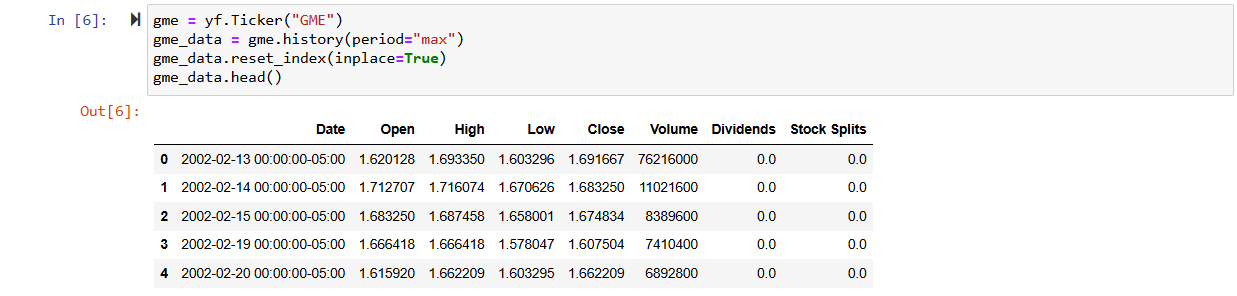 In [6]:
gme = yf.Ticker("GME")
gme_data = gme.history(period="max")
gme_data.reset_index(inplace=True)
gme_data.head()
Out[6]:
Date Open High Low Close Volume Dividends Stock Splits
0 2002-02-13 00:00:00-05:00 1.620128 1.693350 1.603296 1.691667 76216000 0.0 0.0
1 2002-02-14 00:00:00-05:00 1.712707 1.716074 1.670626 1.683250 11021600 0.0 0.0
2 2002-02-15 00:00:00-05:00 1.683250 1.687458 1.658001 1.674834 8389600 0.0 0.0
3 2002-02-19 00:00:00-05:00 1.666418 1.666418 1.578047 1.607504 7410400 0.0 0.0
4 2002-02-20 00:00:00-05:00 1.615920 1.662209 1.603295 1.662209 6892800 0.0 0.0